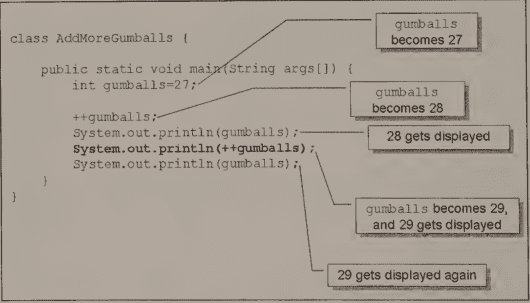 class AddMoreGumballs {
public static void main(String args[]) {
int gumballs=27;
++gumballs;
System.out.println(gumballs);
System.out.println(++gumballs);
System.out.println(gumballs);
}
}
gumballs
becomes 27
gumballs
becomes 28
28 gets displayed
gumballs becomes 29,
and 29 gets displayed
29 gets displayed again